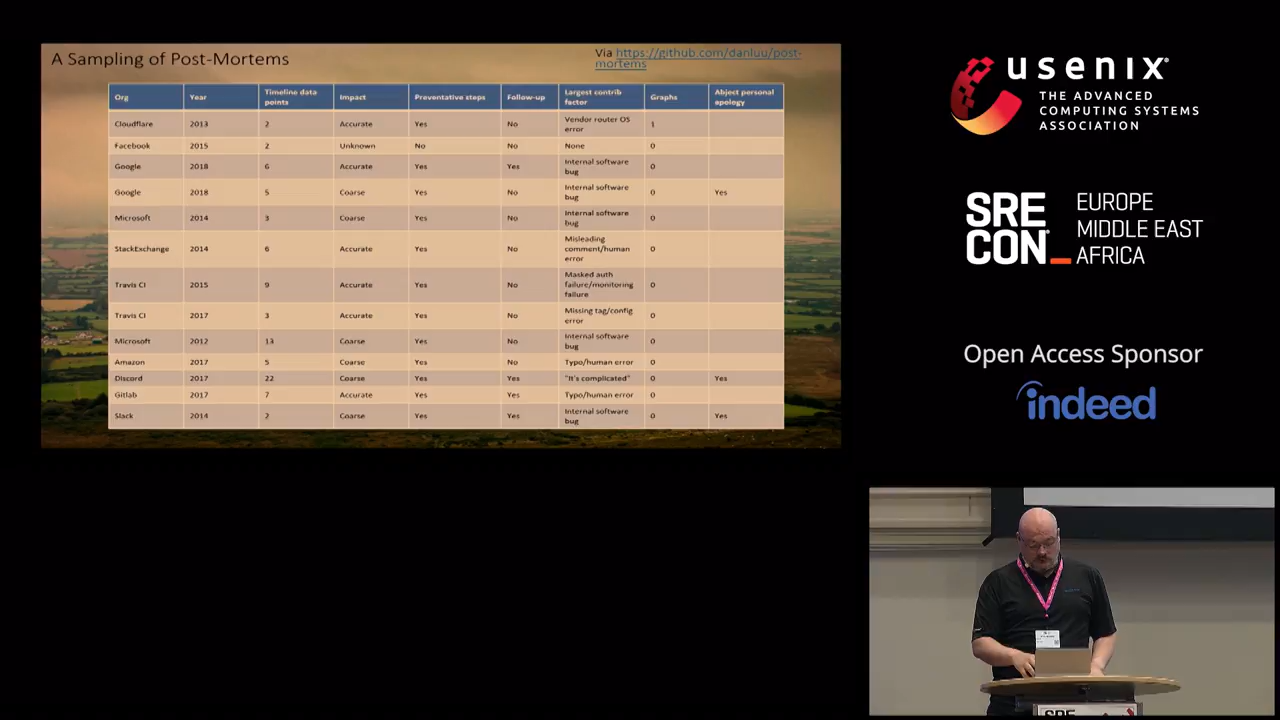 A Sampling of Post-Mortems
Via https://github.com/danluu/post-
mortems
Org Year Timeline data points Impact Preventative steps Follow-up Largest contrib factor Graphs Abject personal apology
Cloudflare 2013 2 Accurate Yes No Vendor router OS error 1
Facebook 2015 2 Unknown No No None 0
Google 2018 6 Accurate Yes Yes Internal software bug 0
Google 2018 5 Coarse Yes No Internal software bug 0 Yes
Microsoft 2014 3 Coarse Yes No Internal software bug 0
StackExchange 2014 6 Accurate Yes No Misleading comment/human error 0
Travis CI 2015 9 Accurate Yes No Masked auth failure/monitoring failure 0
Travis CI 2017 3 Accurate Yes No Missing tag/config error 0
Microsoft 2012 13 Coarse Yes No Internal software bug 0
Amazon 2017 5 Coarse Yes No Typo/human error 0
Discord 2017 22 Coarse Yes Yes "It's complicated" 0 Yes
Gitlab 2017 7 Accurate Yes Yes Typo/human error 0
Slack 2014 2 Coarse Yes Yes Internal software bug 0 Yes
usenix®
THE ADVANCED
COMPUTING SYSTEMS
ASSOCIATION
SRE
CON
EUROPE
MIDDLE EAST
AFRICA
Open Access Sponsor
indeed
SRE